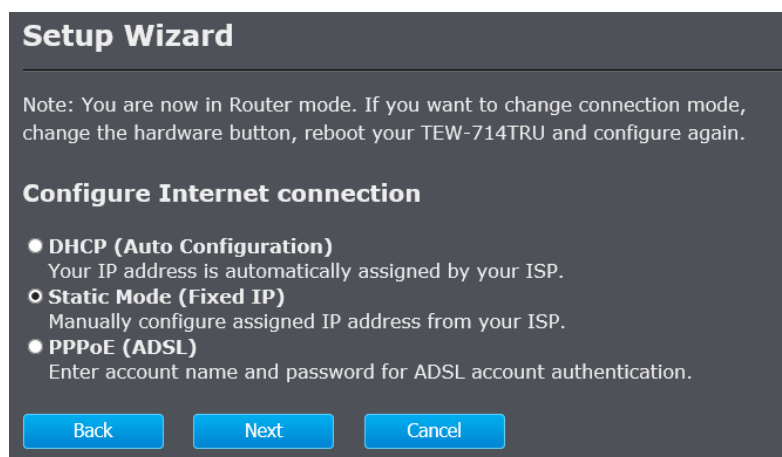 Setup Wizard
Note: You are now in Router mode. If you want to change connection mode,
change the hardware button, reboot your TEW-714TRU and configure again.
Configure Internet connection
DHCP (Auto Configuration)
Your IP address is automatically assigned by your ISP.
Static Mode (Fixed IP)
Manually configure assigned IP address from your ISP.
PPPoE (ADSL)
Enter account name and password for ADSL account authentication.
Back Next Cancel